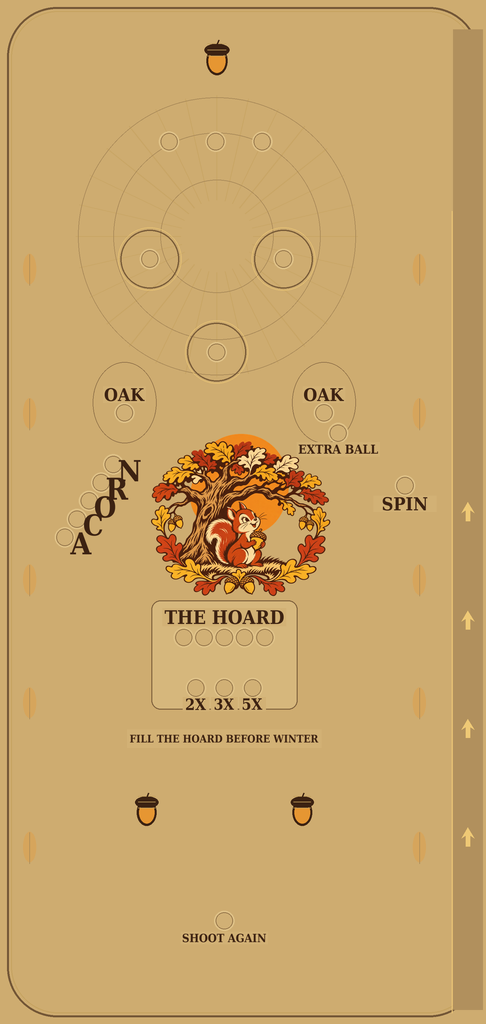 OAK
OAK
EXTRA BALL
ACORN
SPIN
THE HOARD
2X 3X 5X
FILL THE HOARD BEFORE WINTER
SHOOT AGAIN